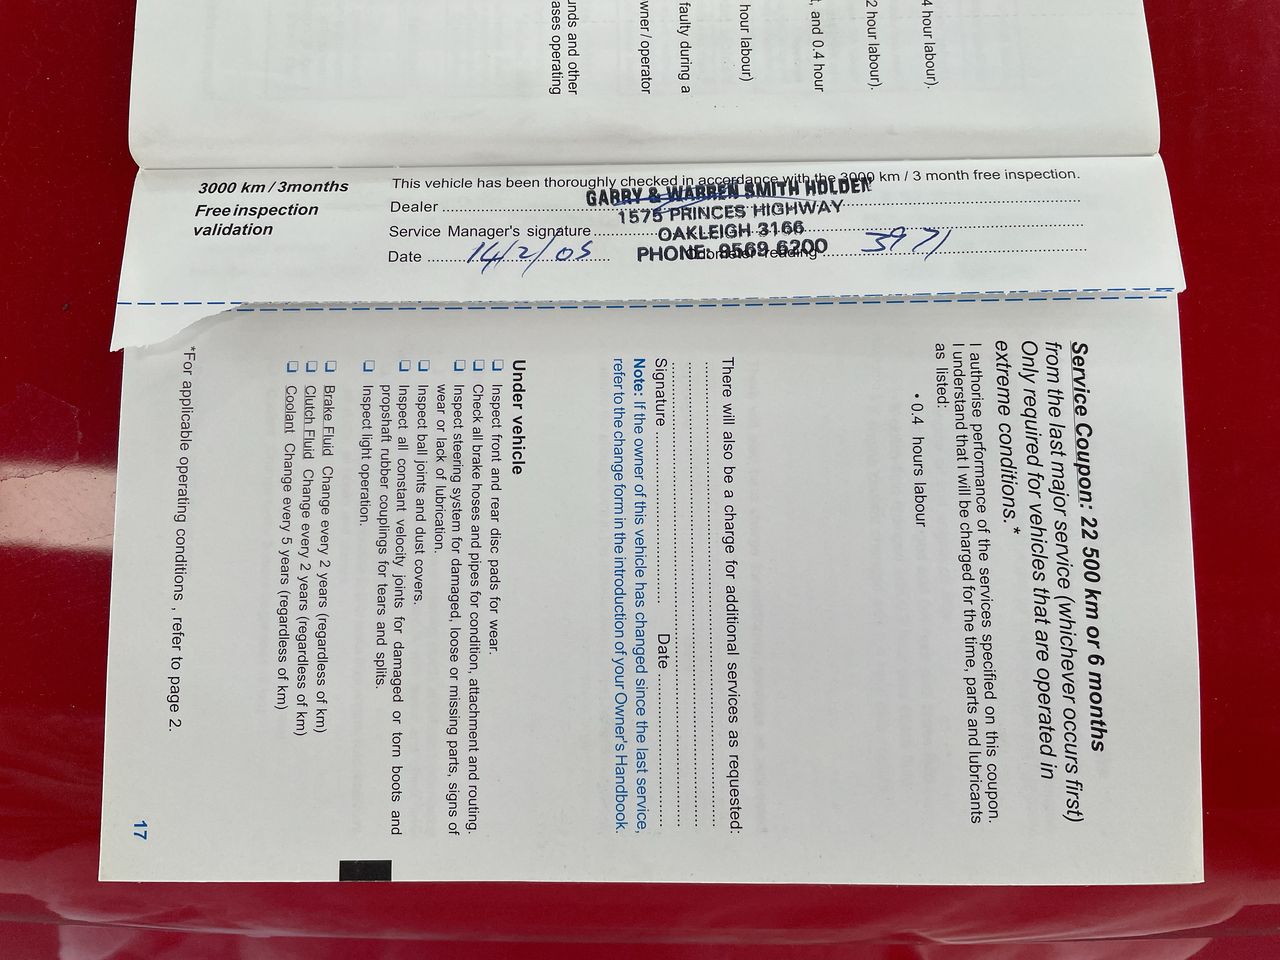 4 hour labour).
2 hour labour).
t, and 0.4 hour
hour labour)
faulty during a
wner/operator
unds and other
ases operating
3000 km / 3months
Free inspection
validation
This vehicle has been thoroughly checked in accordance with the 3000 km / 3 month free inspection.
Dealer
GARRY & WARREN SMITH HOLDEN
1575 PRINCES HIGHWAY
OAKLEIGH 3166
PHONE: 9569 6200
Service Manager's signature
Date 14/2/05 Odometer reading 3971
Service Coupon: 22 500 km or 6 months
from the last major service (whichever occurs first)
Only required for vehicles that are operated in
extreme conditions.*
I authorise performance of the services specified on this coupon.
I understand that I will be charged for the time, parts and lubricants
as listed:
• 0.4 hours labour
There will also be a charge for additional services as requested:
Signature Date
Note: If the owner of this vehicle has changed since the last service,
refer to the change form in the introduction of your Owner's Handbook.
Under vehicle
❑ Inspect front and rear disc pads for wear.
❑ Check all brake hoses and pipes for condition, attachment and routing.
❑ Inspect steering system for damaged, loose or missing parts, signs of
wear or lack of lubrication.
❑ Inspect ball joints and dust covers.
❑ Inspect all constant velocity joints for damaged or torn boots and
propshaft rubber couplings for tears and splits.
❑ Inspect light operation.
❑ Brake Fluid Change every 2 years (regardless of km)
❑ Clutch Fluid Change every 2 years (regardless of km)
❑ Coolant Change every 5 years (regardless of km)
*For applicable operating conditions , refer to page 2.
17